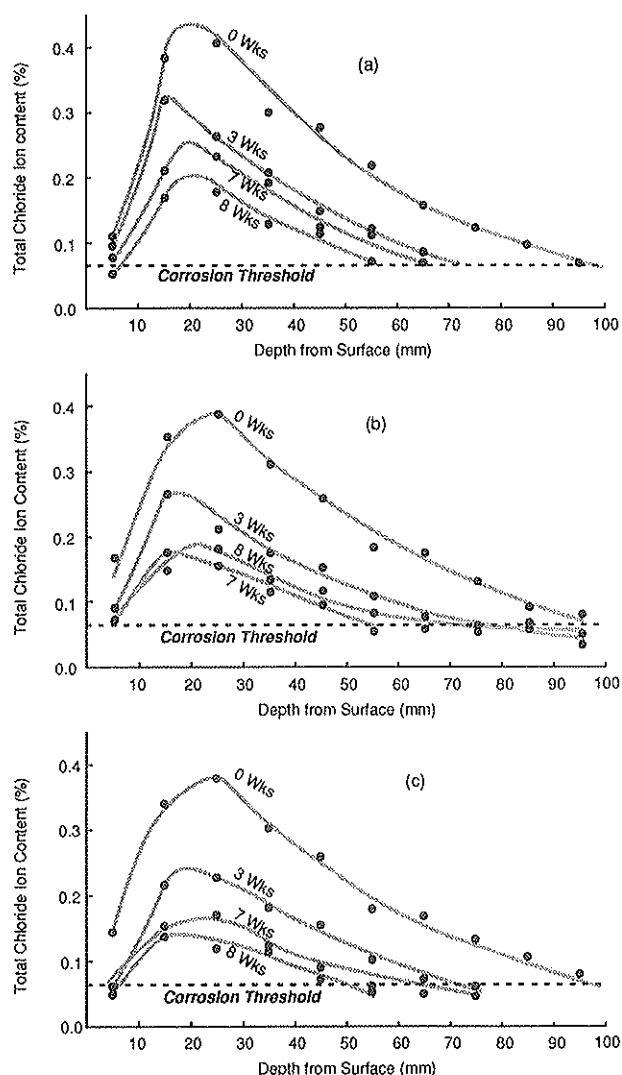 Total Chloride Ion content (%)
0.4
0.3
0.2
0.1
0.0
0 Wks
(a)
3 Wks
7 Wks
8 Wks
Corrosion Threshold
10 20 30 40 50 60 70 80 90 100
Depth from Surface (mm)
Total Chloride Ion Content (%)
0.4
0.3
0.2
0.1
0.0
0 Wks
(b)
3 Wks
8 Wks
7 Wks
Corrosion Threshold
10 20 30 40 50 60 70 80 90 100
Depth from Surface (mm)
Total Chloride Ion Content (%)
0.4
0.3
0.2
0.1
0.0
0 Wks
(c)
3 Wks
7 Wks
8 Wks
Corrosion Threshold
10 20 30 40 50 60 70 80 90 100
Depth from Surface (mm)